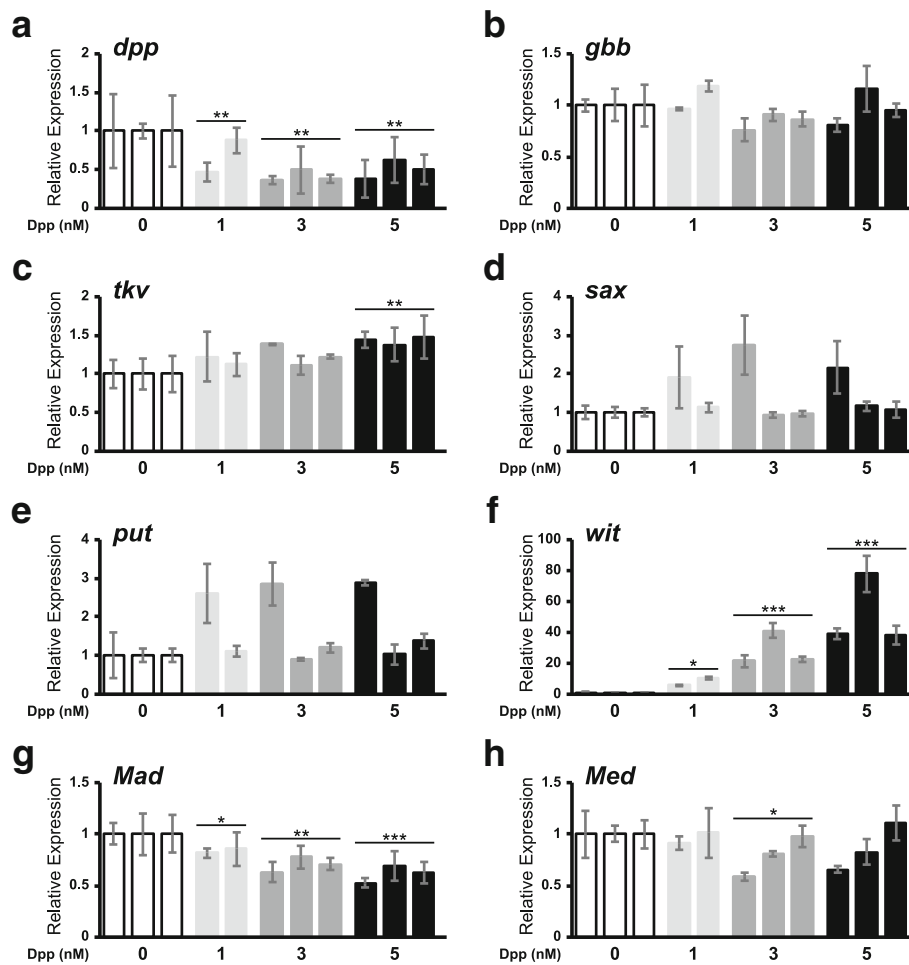 a
dpp
Relative Expression
2
1.5
1
0.5
0
**
**
**
Dpp (nM)
0
1
3
5
b
gbb
Relative Expression
1.5
1
0.5
0
0
1
3
5
c
tkv
Relative Expression
2
1.5
1
0.5
0
**
Dpp (nM)
0
1
3
5
d
sax
Relative Expression
4
3
2
1
0
0
1
3
5
e
put
Relative Expression
4
3
2
1
0
Dpp (nM)
0
1
3
5
f
wit
Relative Expression
100
80
60
40
20
0
*
***
***
0
1
3
5
g
Mad
Relative Expression
1.5
1
0.5
0
*
**
***
Dpp (nM)
0
1
3
5
h
Med
Relative Expression
1.5
1
0.5
0
*
Dpp (nM)
0
1
3
5